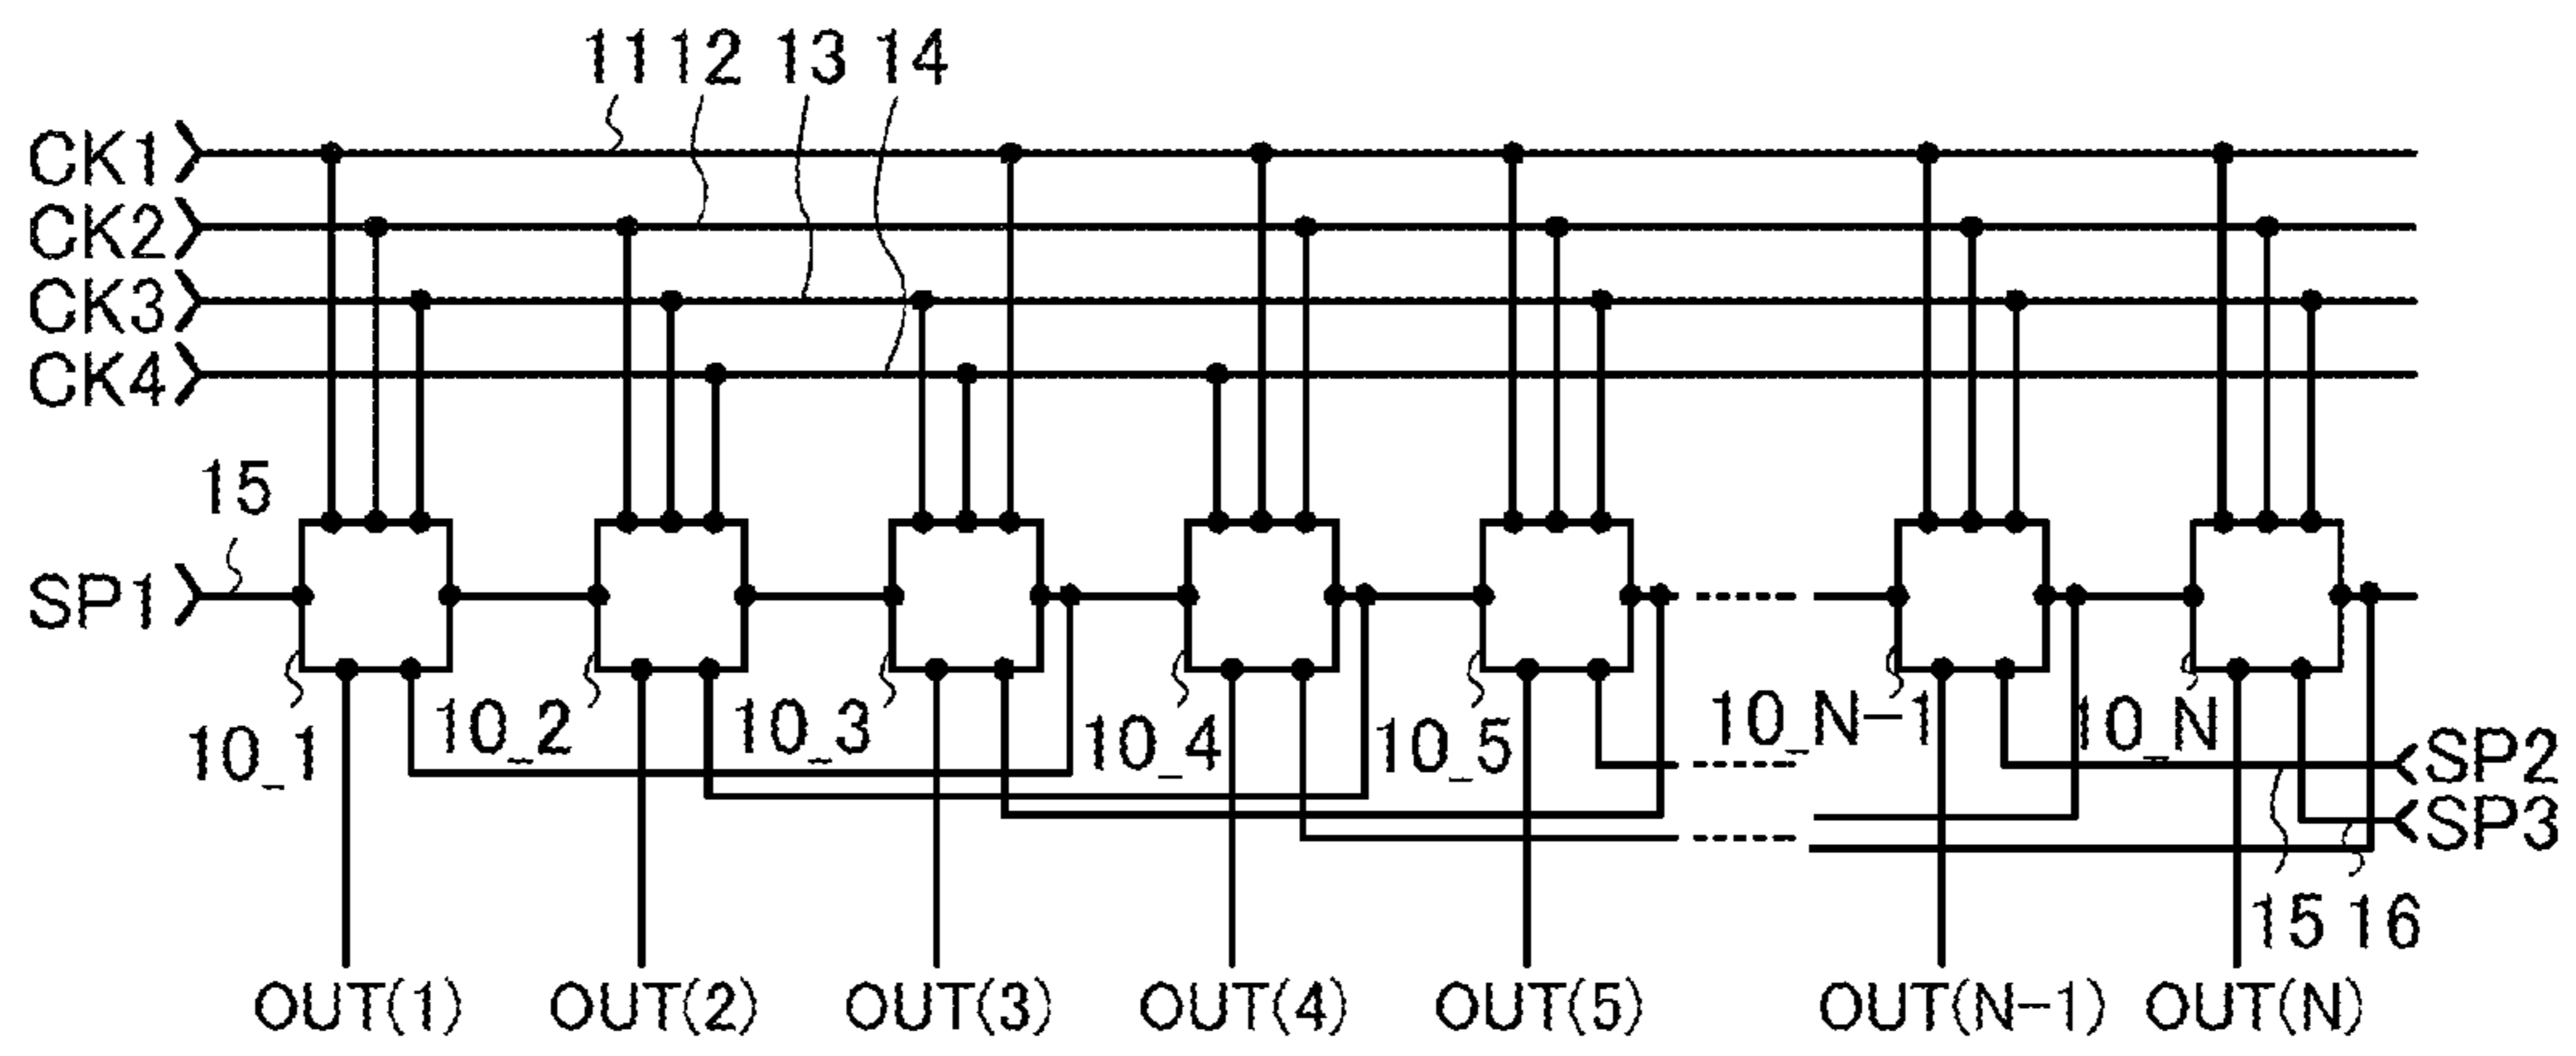 11 12 13 14
CK1
CK2
CK3
CK4
15
SP1
10_1 10_2 10_3 10_4 10_5 10_N-1 10_N
SP2
SP3
15 16
OUT(1) OUT(2) OUT(3) OUT(4) OUT(5) OUT(N-1) OUT(N)